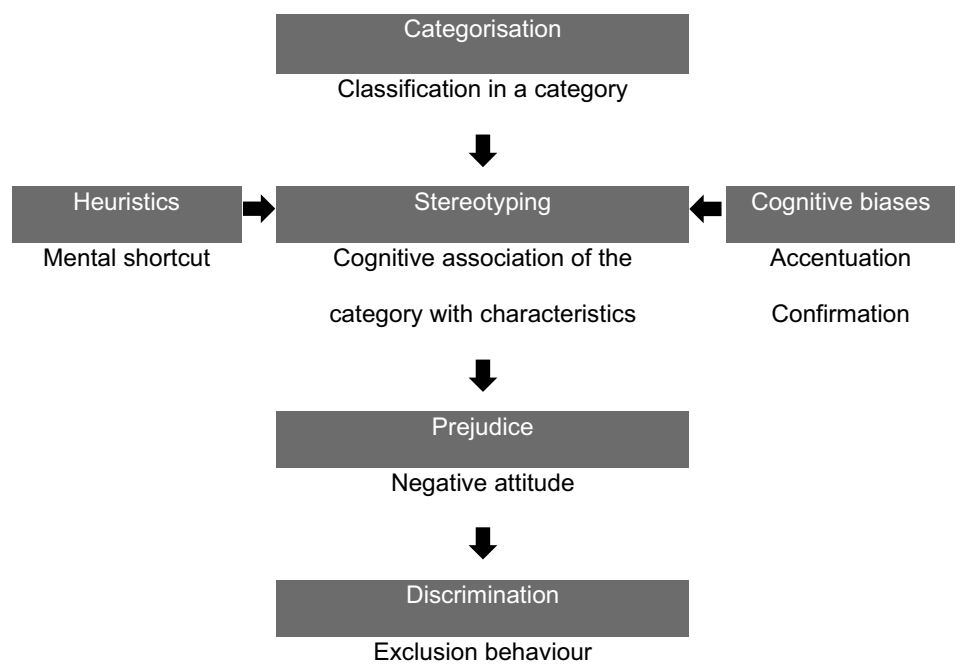 Categorisation
Classification in a category
Heuristics
Mental shortcut
Stereotyping
Cognitive association of the
category with characteristics
Cognitive biases
Accentuation
Confirmation
Prejudice
Negative attitude
Discrimination
Exclusion behaviour